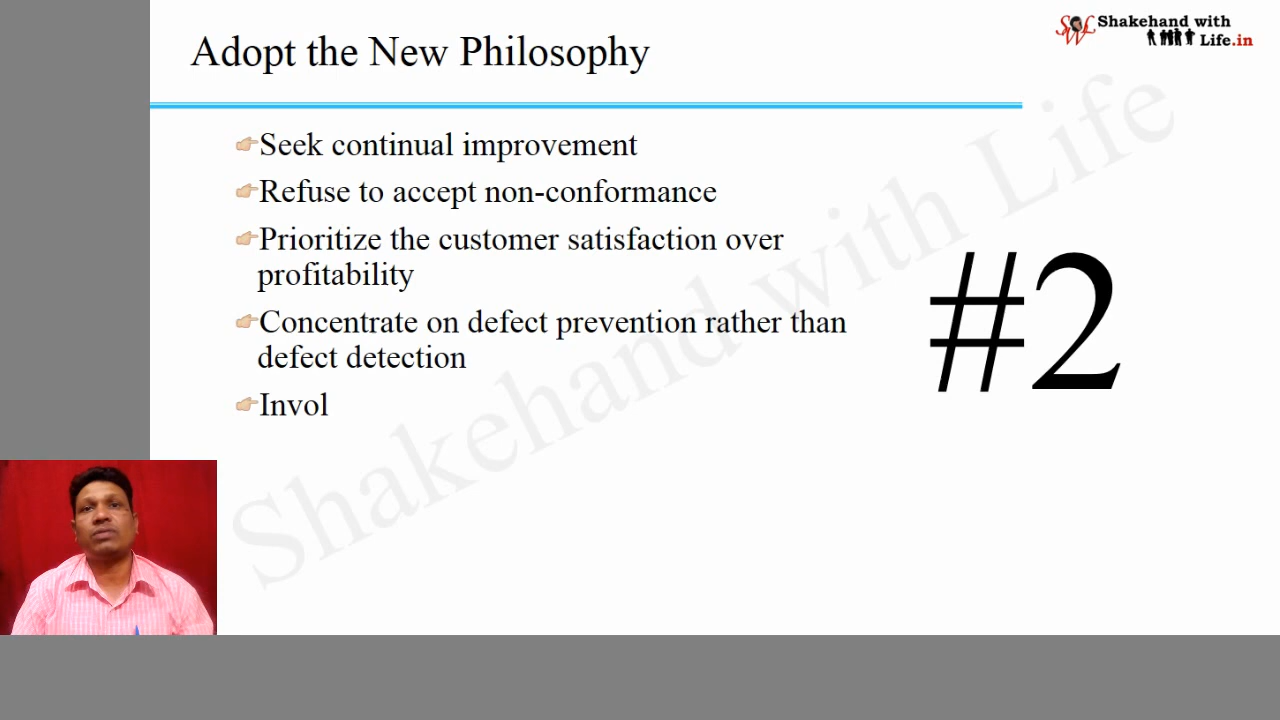 Adopt the New Philosophy
Shakehand with
Life.in
Seek continual improvement
Refuse to accept non-conformance
Prioritize the customer satisfaction over
profitability
Concentrate on defect prevention rather than
defect detection
Invol
#2
Shakehand with Life